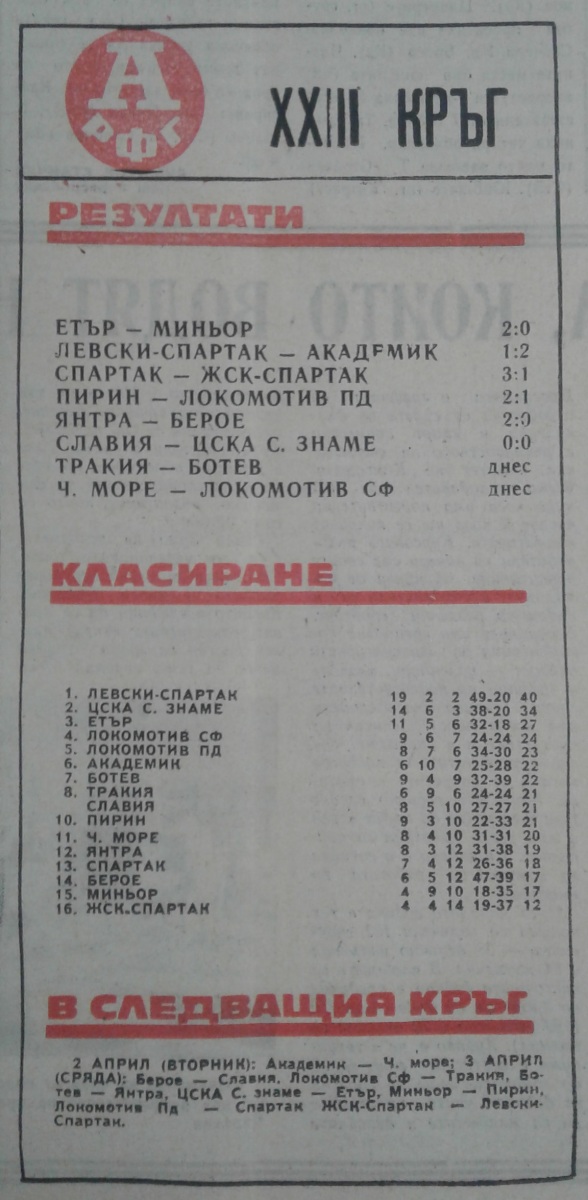 А
РФГ
XXIII КРЪГ
РЕЗУЛТАТИ
ЕТЪР — МИНЬОР 2:0
ЛЕВСКИ-СПАРТАК — АКАДЕМИК 1:2
СПАРТАК — ЖСК-СПАРТАК 3:1
ПИРИН — ЛОКОМОТИВ ПД 2:1
ЯНТРА — БЕРОЕ 2:0
СЛАВИЯ — ЦСКА С. ЗНАМЕ 0:0
ТРАКИЯ — БОТЕВ днес
Ч. МОРЕ — ЛОКОМОТИВ СФ днес
КЛАСИРАНЕ
1. ЛЕВСКИ-СПАРТАК 19 2 2 49-20 40
2. ЦСКА С. ЗНАМЕ 14 6 3 38-20 34
3. ЕТЪР 11 5 6 32-18 27
4. ЛОКОМОТИВ СФ 9 6 7 24-24 24
5. ЛОКОМОТИВ ПД 8 7 6 34-30 23
6. АКАДЕМИК 6 10 7 25-28 22
7. БОТЕВ 9 4 9 32-39 22
8. ТРАКИЯ 6 9 6 24-24 21
СЛАВИЯ 8 5 10 27-27 21
10. ПИРИН 9 3 10 22-33 21
11. Ч. МОРЕ 8 4 10 31-31 20
12. ЯНТРА 8 3 12 31-38 19
13. СПАРТАК 7 4 12 26-36 18
14. БЕРОЕ 6 5 12 47-39 17
15. МИНЬОР 4 9 10 18-35 17
16. ЖСК-СПАРТАК 4 4 14 19-37 12
В СЛЕДВАЩИЯ КРЪГ
2 АПРИЛ (ВТОРНИК): Академик — Ч. море; 3 АПРИЛ
(СРЯДА): Берое — Славия, Локомотив Сф — Тракия, Бо-
тев — Янтра, ЦСКА С. знаме — Етър, Миньор — Пирин,
Локомотив Пд — Спартак ЖСК-Спартак — Левски-
Спартак.